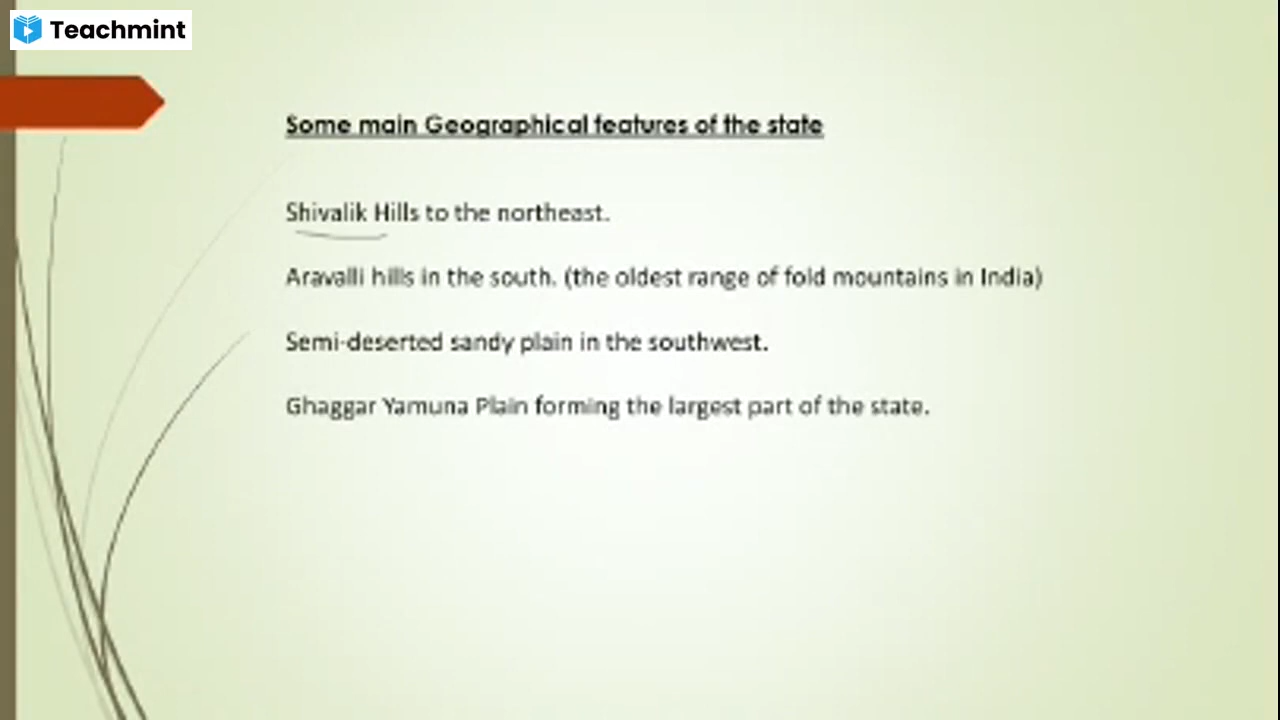 Teachmint
Some main Geographical features of the state
Shivalik Hills to the northeast.
Aravalli hills in the south. (the oldest range of fold mountains in India)
Semi-deserted sandy plain in the southwest.
Ghaggar Yamuna Plain forming the largest part of the state.